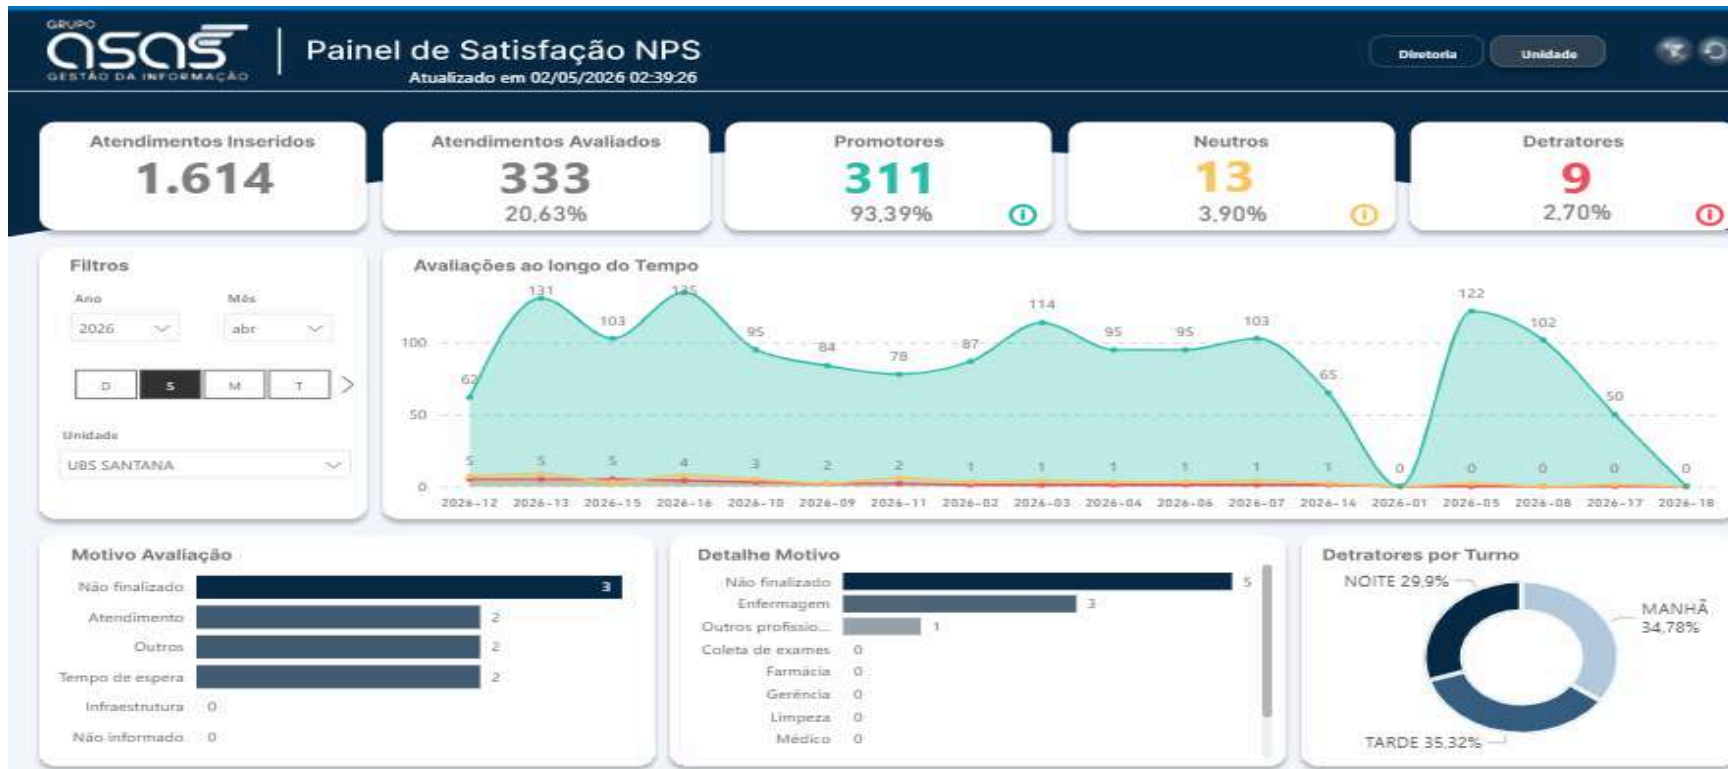 GRUPO
asas
GESTÃO DA INFORMAÇÃO
Painel de Satisfação NPS
Atualizado em 02/05/2026 02:39:26
Diretoria
Unidade
Atendimentos Inseridos
1.614
Atendimentos Avaliados
333
20,63%
Promotores
311
93,39%
Neutros
13
3,90%
Detratores
9
2,70%
Filtros
Ano
Mês
2026
abr
D S M T
Unidade
UBS SANTANA
Avaliações ao longo do Tempo
131 103 135 95 84 78 87 114 95 95 103 65 122 102 50 0
62
0
100
50
0
5 5 5 4 3 2 2 1 1 1 1 1 1 0 0 0 0
2026-12 2026-13 2026-15 2026-16 2026-10 2026-09 2026-11 2026-02 2026-03 2026-04 2026-06 2026-07 2026-14 2026-01 2026-05 2026-08 2026-17 2026-18
Motivo Avaliação
Não finalizado 3
Atendimento 2
Outros 2
Tempo de espera 2
Infraestrutura 0
Não informado 0
Detalhe Motivo
Não finalizado 5
Enfermagem 3
Outros profissio... 1
Coleta de exames 0
Farmácia 0
Gerência 0
Limpeza 0
Médico 0
Detratores por Turno
NOITE 29,9%
MANHÃ
34,78%
TARDE 35,32%